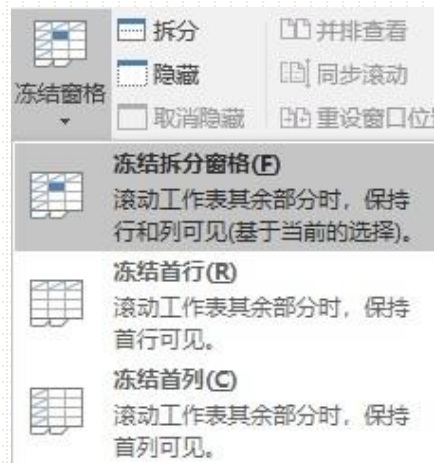 拆分
并排查看
隐藏
同步滚动
冻结窗格
取消隐藏
重设窗口位
冻结拆分窗格(F)
滚动工作表其余部分时，保持
行和列可见(基于当前的选择)。
冻结首行(R)
滚动工作表其余部分时，保持
首行可见。
冻结首列(C)
滚动工作表其余部分时，保持
首列可见。